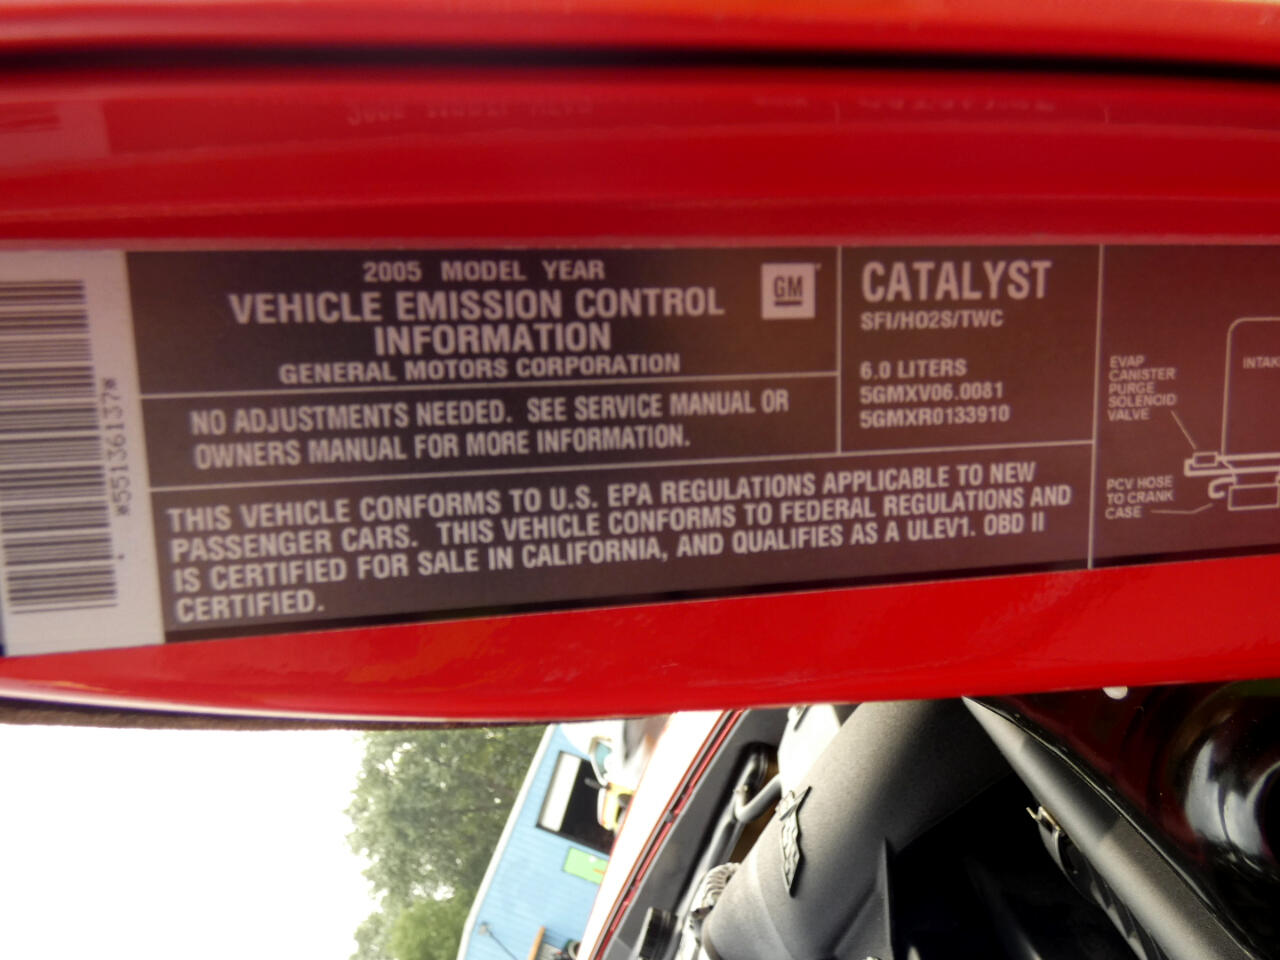 2005 MODEL YEAR
VEHICLE EMISSION CONTROL
INFORMATION
GENERAL MOTORS CORPORATION
GM
NO ADJUSTMENTS NEEDED. SEE SERVICE MANUAL OR
OWNERS MANUAL FOR MORE INFORMATION.
THIS VEHICLE CONFORMS TO U.S. EPA REGULATIONS APPLICABLE TO NEW
PASSENGER CARS. THIS VEHICLE CONFORMS TO FEDERAL REGULATIONS AND
IS CERTIFIED FOR SALE IN CALIFORNIA, AND QUALIFIES AS A ULEV1. OBD II
CERTIFIED.
CATALYST
SFI/HO2S/TWC
6.0 LITERS
5GMXV06.0081
5GMXR0133910
EVAP
CANISTER
PURGE
SOLENOID
VALVE
PCV HOSE
TO CRANK
CASE
*55136137*